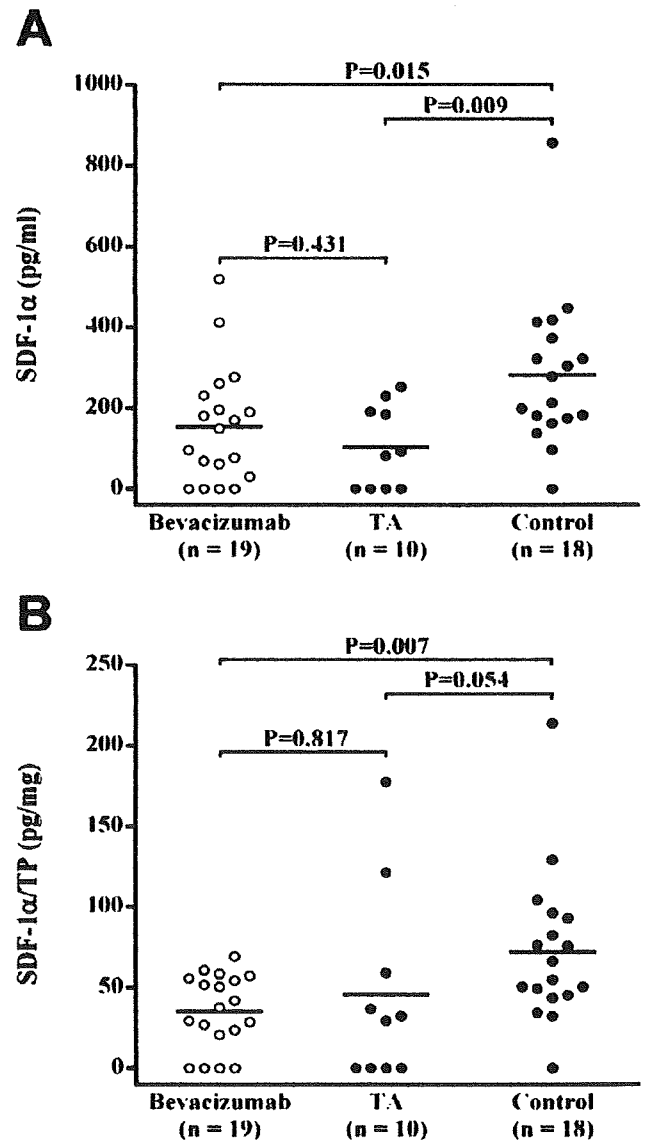 A
P=0.015
1000
P=0.009
800
600
P=0.431
400
200
0
SDF-1α (pg/ml)
Bevacizumab TA Control
(n = 19) (n = 10) (n = 18)
B
P=0.007
250
P=0.054
200
P=0.817
150
100
50
0
SDF-1α/TP (pg/mg)
Bevacizumab TA Control
(n = 19) (n = 10) (n = 18)